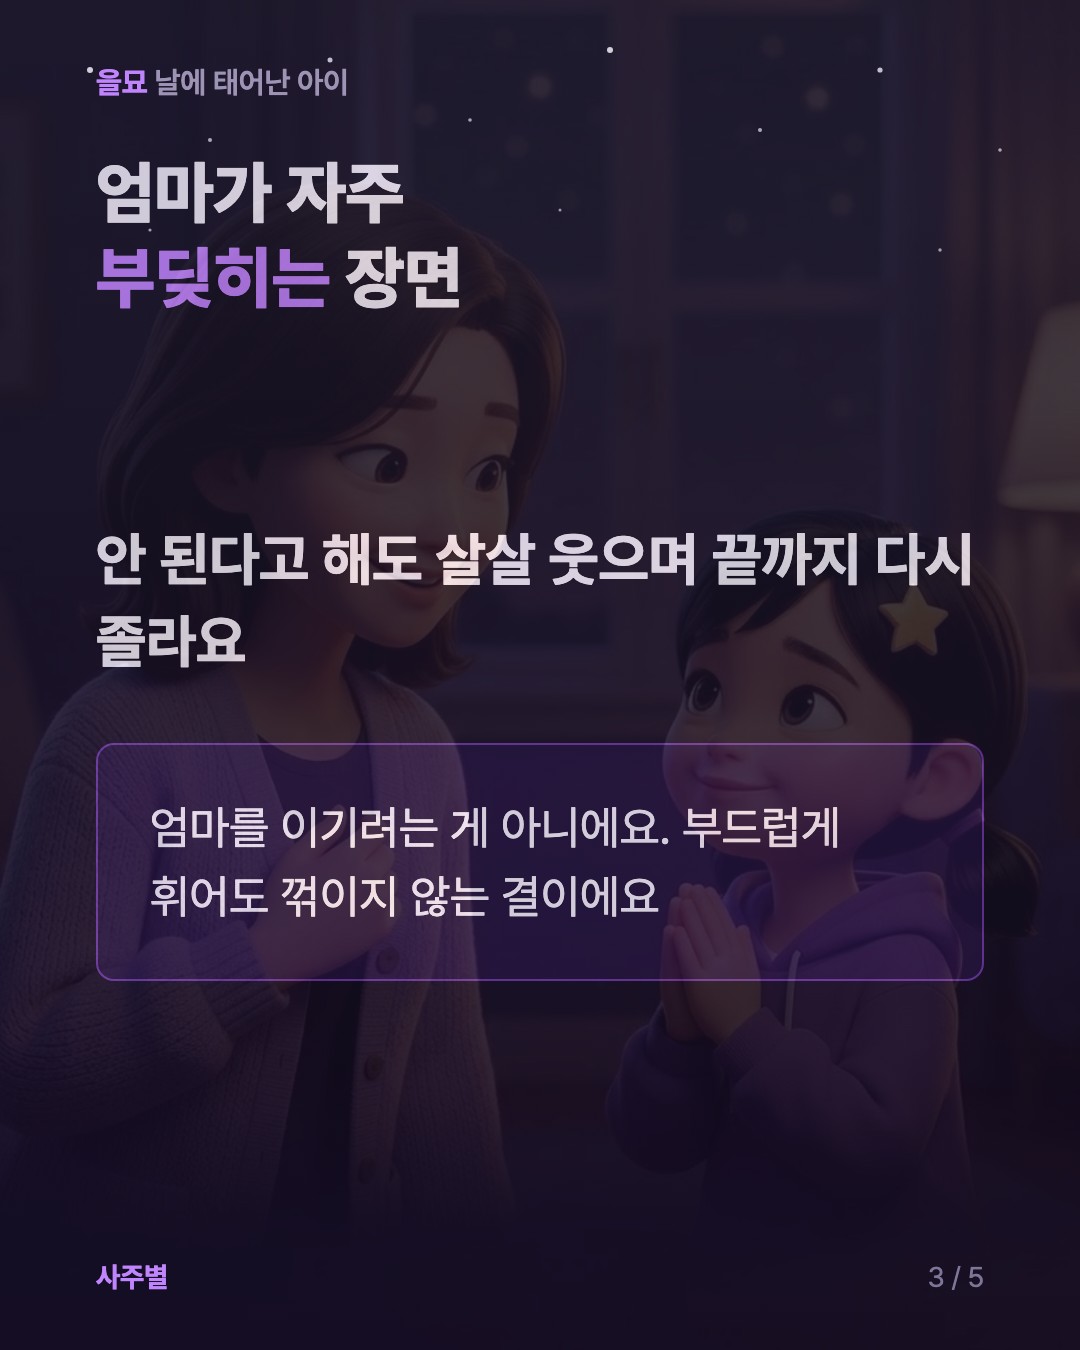 을묘 날에 태어난 아이
엄마가 자주
부딪히는 장면
안 된다고 해도 살살 웃으며 끝까지 다시
졸라요
엄마를 이기려는 게 아니에요. 부드럽게
휘어도 꺾이지 않는 결이에요
사주별
3 / 5